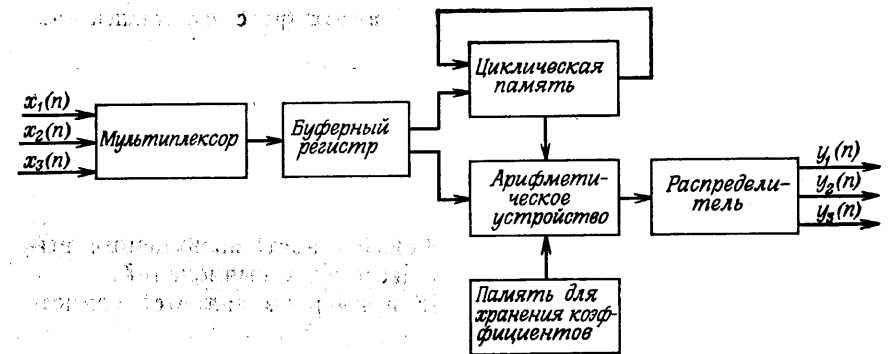 Циклическая
память
x₁(n)
x₂(n)
x₃(n)
Мультиплексор
Буферный
регистр
Арифмети-
ческое
устройство
Распредели-
тель
y₁(n)
y₂(n)
y₃(n)
Память для
хранения коэф-
фициентов